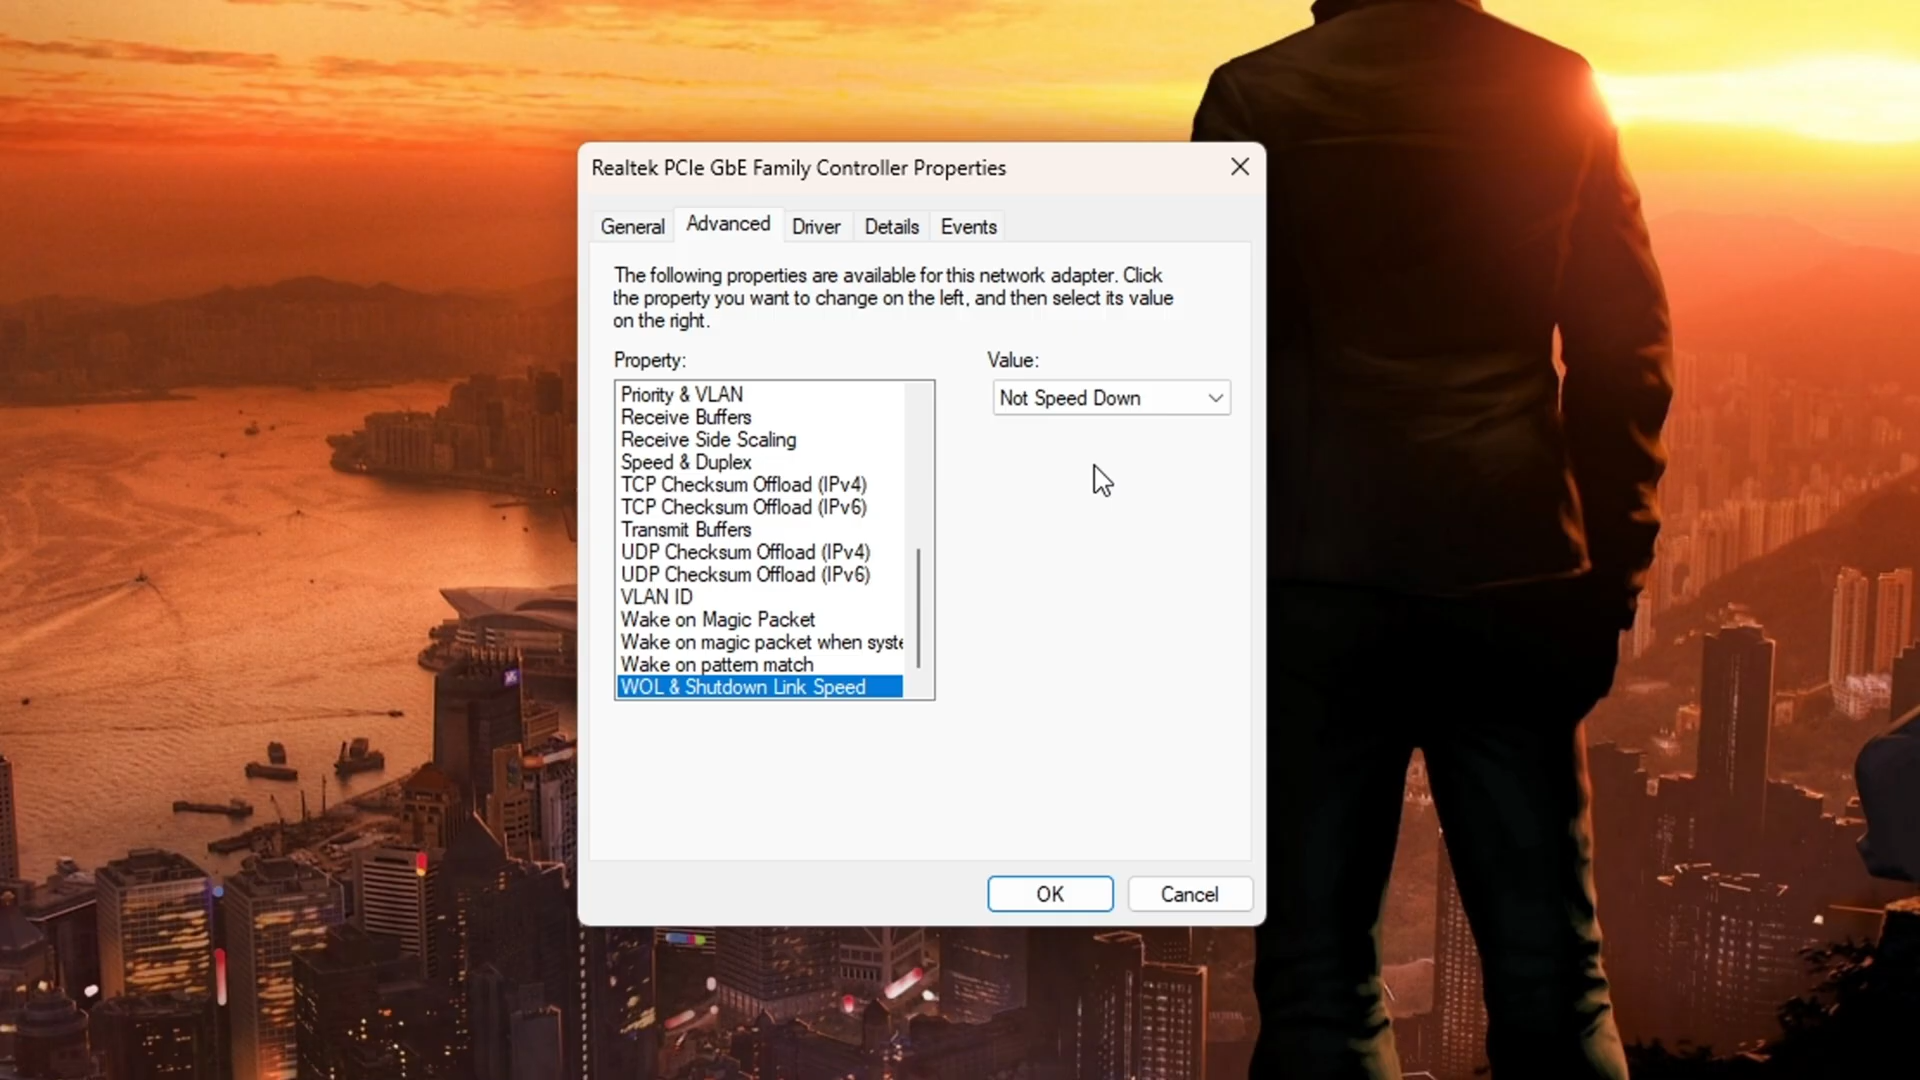 Realtek PCIe GbE Family Controller Properties
General Advanced Driver Details Events
The following properties are available for this network adapter. Click
the property you want to change on the left, and then select its value
on the right.
Property:
Value:
Priority & VLAN
Receive Buffers
Receive Side Scaling
Speed & Duplex
TCP Checksum Offload (IPv4)
TCP Checksum Offload (IPv6)
Transmit Buffers
UDP Checksum Offload (IPv4)
UDP Checksum Offload (IPv6)
VLAN ID
Wake on Magic Packet
Wake on magic packet when syste
Wake on pattern match
WOL & Shutdown Link Speed
Not Speed Down
OK
Cancel